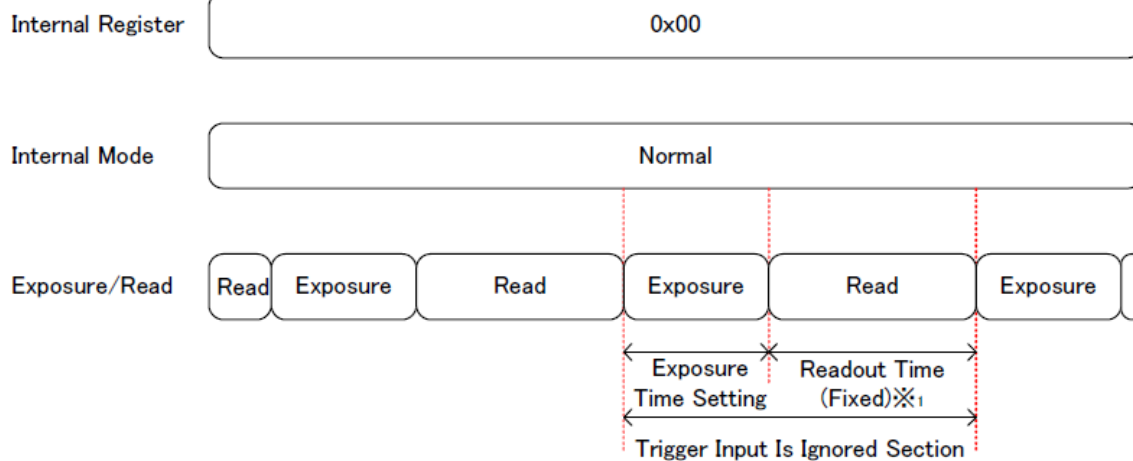 Internal Register
0x00
Internal Mode
Normal
Exposure/Read
Read
Exposure
Read
Exposure
Read
Exposure
Exposure
Time Setting
Readout Time
(Fixed)※₁
Trigger Input Is Ignored Section